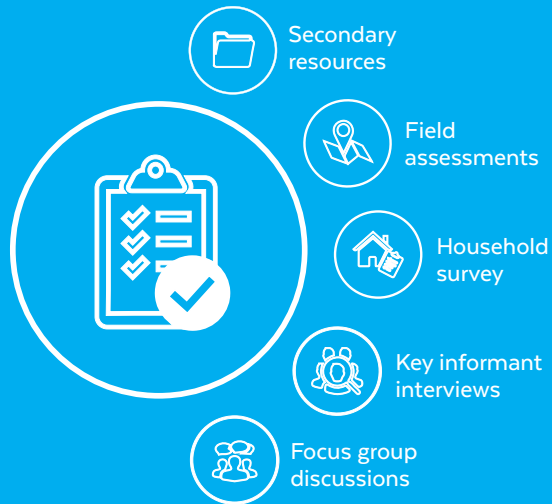 Secondary
resources
Field
assessments
Household
survey
Key informant
interviews
Focus group
discussions